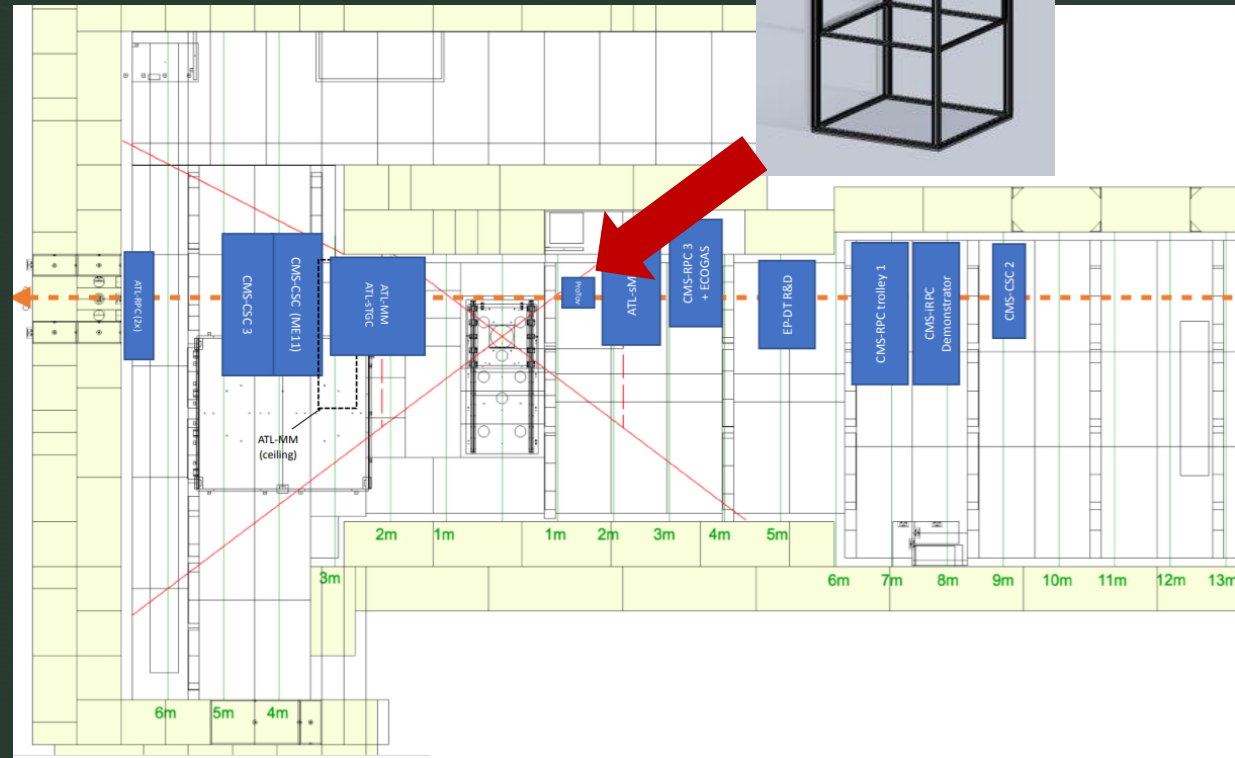 ATL-RPC (2x)
CMS-CSC 3
CMS-CSC (ME11)
ATL-MM
ATL-sTGC
ATL-MM
(ceiling)
ATL-sM
CMS-RPC 3
+ ECOGAS
EP-DT R&D
CMS-RPC trolley 1
CMS-iRPC
Demonstrator
CMS-CSC 2
2m 1m 1m 2m 3m 4m 5m
3m 6m 7m 8m 9m 10m 11m 12m 13m
6m 5m 4m